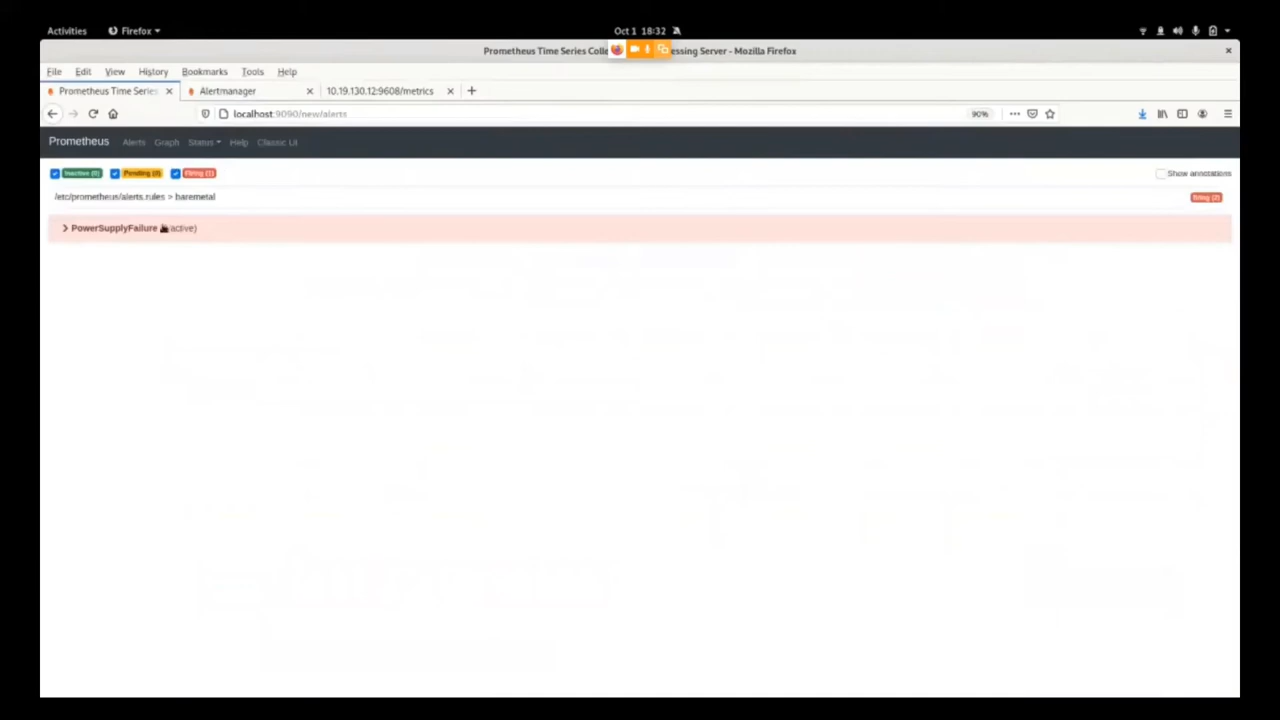 Activities Firefox Oct 1 18:32
Prometheus Time Series Colle essing Server - Mozilla Firefox
File Edit View History Bookmarks Tools Help
Prometheus Time Series Alertmanager 10.19.130.12:9608/metrics
localhost:9090/new/alerts 90%
Prometheus Alerts Graph Status Help Classic UI
Inactive (0) Pending (0) Firing (1) Show annotations
/etc/prometheus/alerts.rules > baremetal firing (2)
PowerSupplyFailure active)